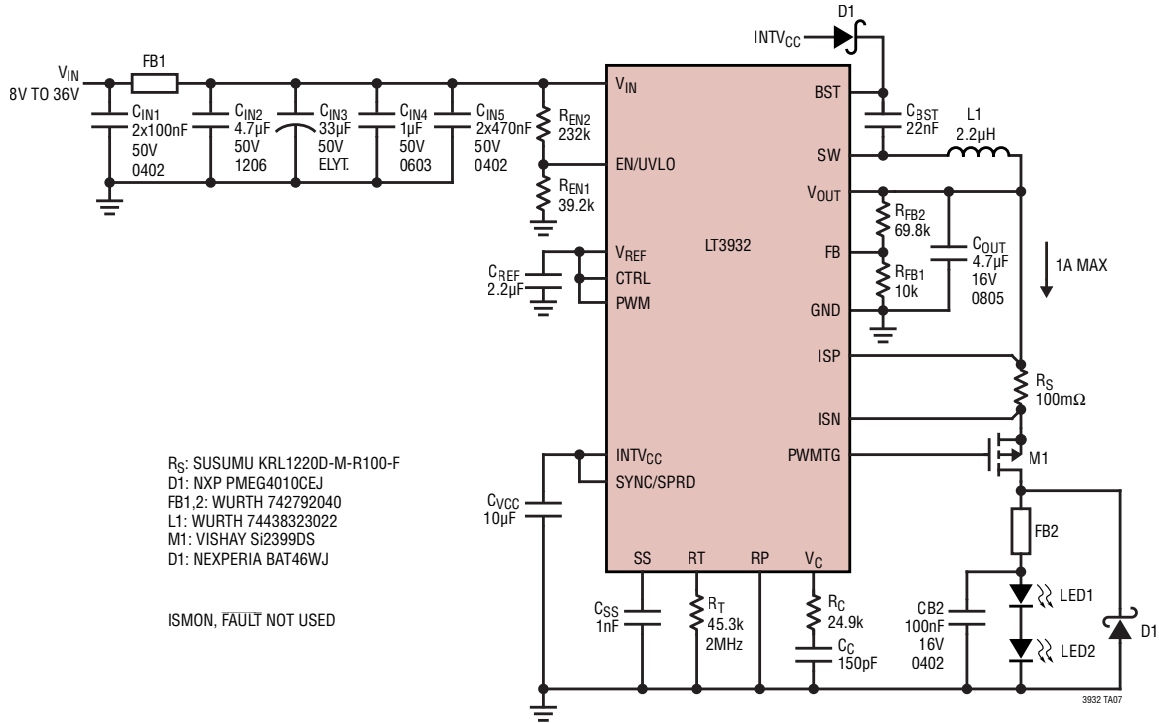 D1
INTVCC
VIN
8V TO 36V
FB1
CIN1
2x100nF
50V
0402
CIN2
4.7µF
50V
1206
CIN3
33µF
50V
ELYT.
CIN4
1µF
50V
0603
CIN5
2x470nF
50V
0402
REN2
232k
REN1
39.2k
VIN
EN/UVLO
VREF
CTRL
PWM
CREF
2.2µF
LT3932
BST
SW
VOUT
FB
GND
ISP
ISN
PWMTG
CBST
22nF
L1
2.2µH
RFB2
69.8k
RFB1
10k
COUT
4.7µF
16V
0805
1A MAX
RS
100mΩ
M1
RS: SUSUMU KRL1220D-M-R100-F
D1: NXP PMEG4010CEJ
FB1,2: WURTH 742792040
L1: WURTH 74438323022
M1: VISHAY Si2399DS
D1: NEXPERIA BAT46WJ
ISMON, FAULT NOT USED
INTVCC
SYNC/SPRD
CVCC
10µF
SS
RT
RP
VC
CSS
1nF
RT
45.3k
2MHz
RC
24.9k
CC
150pF
FB2
CB2
100nF
16V
0402
LED1
LED2
D1
3932 TA07